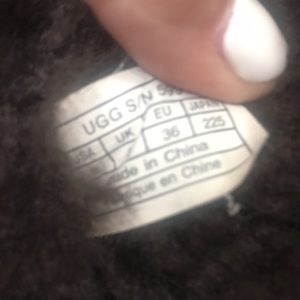 UGG S/N
USA UK EU JAPAN
36 225
Made in China
en Chine